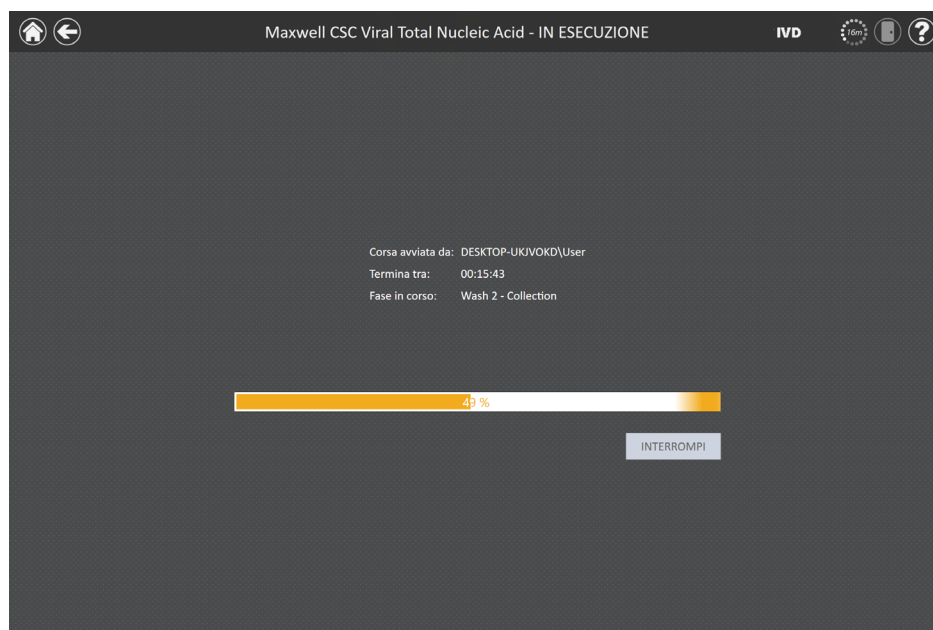 Maxwell CSC Viral Total Nucleic Acid - IN ESECUZIONE IVD 16m ?
Corsa avviata da: DESKTOP-UKJVOKD\User
Termina tra: 00:15:43
Fase in corso: Wash 2 - Collection
49 %
INTERROMPI